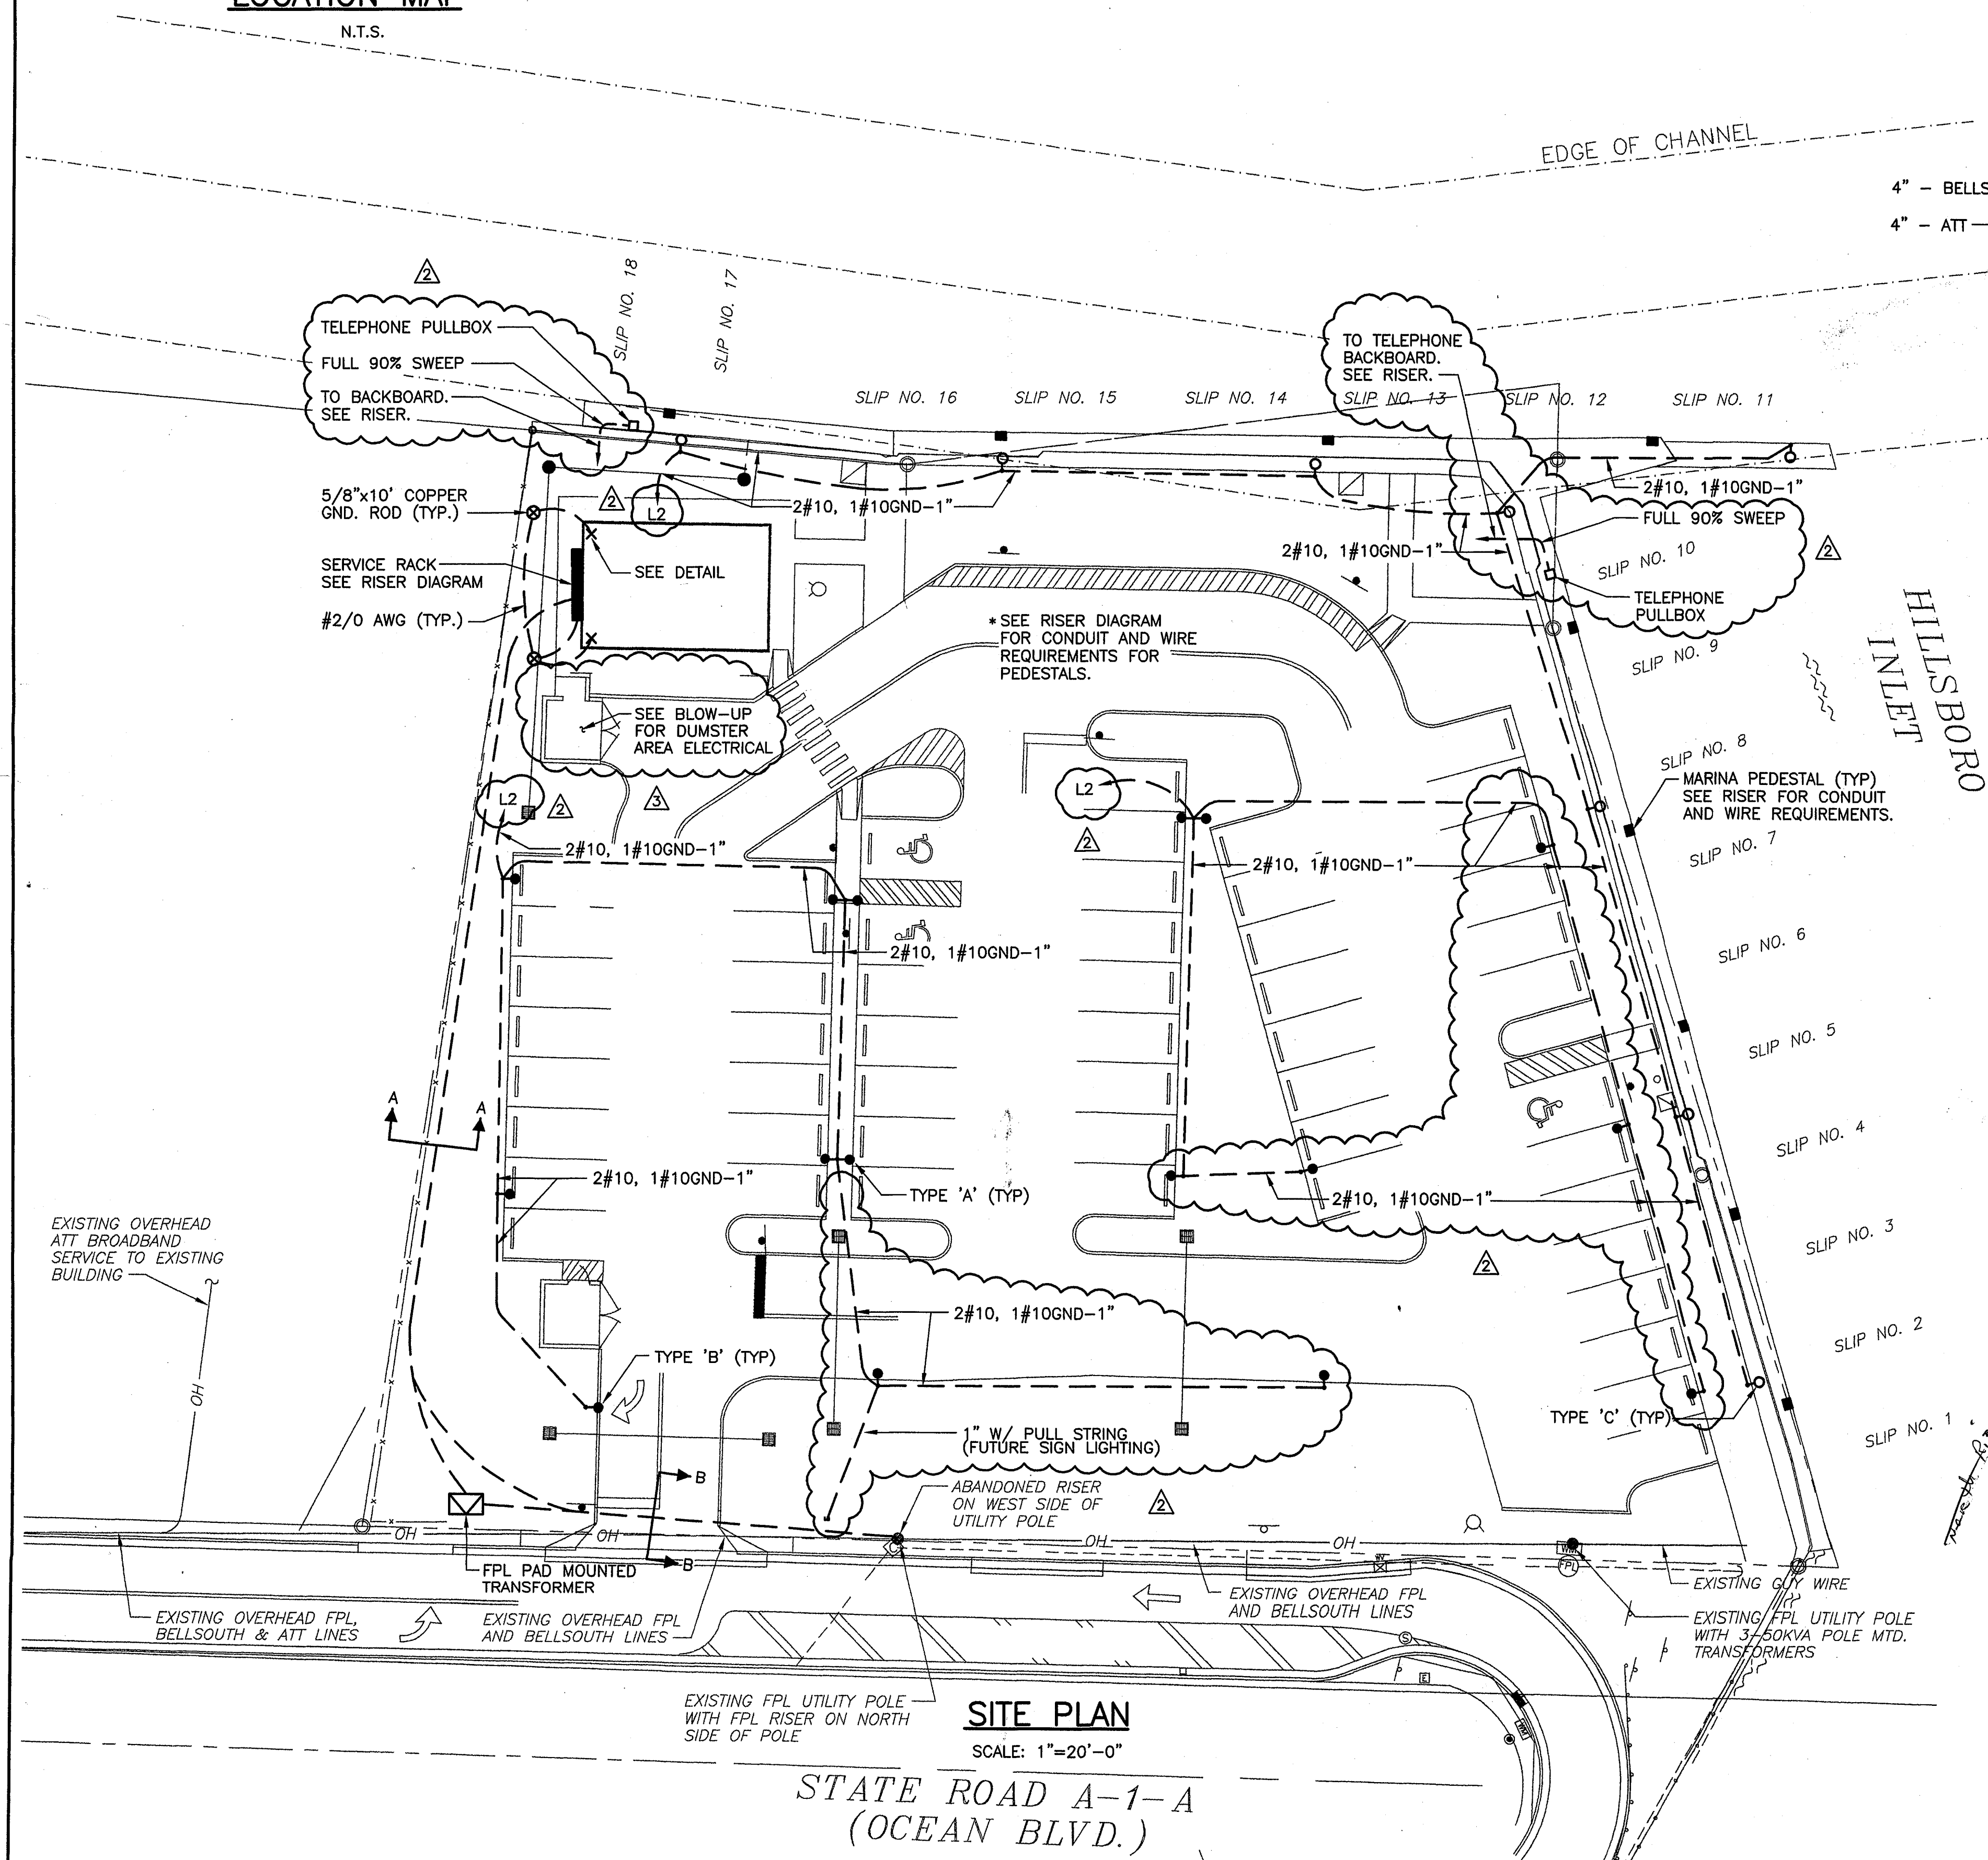 LOCATION MAP
N.T.S.
EDGE OF CHANNEL
4" - BELLS
4" - ATT
2
SLIP NO. 18
SLIP NO. 17
TELEPHONE PULLBOX
FULL 90% SWEEP
TO BACKBOARD.
SEE RISER.
TO TELEPHONE
BACKBOARD.
SEE RISER.
SLIP NO. 16
SLIP NO. 15
SLIP NO. 14
SLIP NO. 13
SLIP NO. 12
SLIP NO. 11
5/8"x10' COPPER
GND. ROD (TYP.)
2
L2
2#10, 1#10GND-1"
2#10, 1#10GND-1"
FULL 90% SWEEP
2
2#10, 1#10GND-1"
SLIP NO. 10
SERVICE RACK
SEE RISER DIAGRAM
SEE DETAIL
#2/0 AWG (TYP.)
TELEPHONE
PULLBOX
*SEE RISER DIAGRAM
FOR CONDUIT AND WIRE
REQUIREMENTS FOR
PEDESTALS.
HILLSBORO
INLET
SLIP NO. 9
SEE BLOW-UP
FOR DUMSTER
AREA ELECTRICAL
SLIP NO. 8
MARINA PEDESTAL (TYP)
SEE RISER FOR CONDUIT
AND WIRE REQUIREMENTS.
L2
2
3
L2
2
2#10, 1#10GND-1"
2#10, 1#10GND-1"
SLIP NO. 7
2#10, 1#10GND-1"
SLIP NO. 6
SLIP NO. 5
A
A
SLIP NO. 4
2#10, 1#10GND-1"
TYPE 'A' (TYP)
2#10, 1#10GND-1"
SLIP NO. 3
EXISTING OVERHEAD
ATT BROADBAND
SERVICE TO EXISTING
BUILDING
2
2#10, 1#10GND-1"
SLIP NO. 2
TYPE 'B' (TYP)
OH
TYPE 'C' (TYP)
SLIP NO. 1
1" W/ PULL STRING
(FUTURE SIGN LIGHTING)
B
ABANDONED RISER
ON WEST SIDE OF
UTILITY POLE
2
OH
OH
OH
OH
C
WM
FPL
WV
B
FPL PAD MOUNTED
TRANSFORMER
EXISTING GUY WIRE
EXISTING OVERHEAD FPL,
BELLSOUTH & ATT LINES
EXISTING OVERHEAD FPL
AND BELLSOUTH LINES
EXISTING OVERHEAD FPL
AND BELLSOUTH LINES
EXISTING FPL UTILITY POLE
WITH 3-50KVA POLE MTD.
TRANSFORMERS
S
E
WM
EXISTING FPL UTILITY POLE
WITH FPL RISER ON NORTH
SIDE OF POLE
SITE PLAN
SCALE: 1"=20'-0"
STATE ROAD A-1-A
(OCEAN BLVD.)